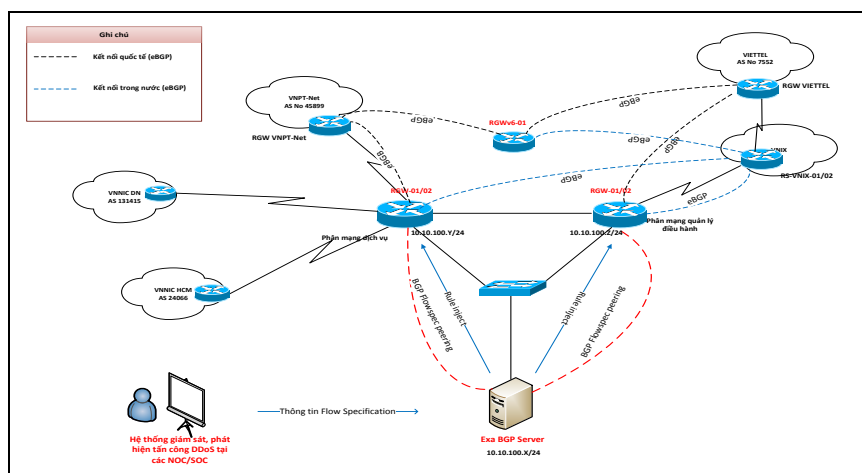 Ghi chú
Kết nối quốc tế (eBGP)
Kết nối trong nước (eBGP)
VIETTEL
AS No 7552
RGW VIETTEL
VNPT-Net
AS No 45899
RGW VNPT-Net
eBGP
RGWv6-01
eBGP
eBGP
eBGP
eBGB
VNIX
RS-VNIX-01/02
VNNIC DN
AS 131415
RGW-01/02
eBGP
RGW-01/02
eBGP
Phân mạng dịch vụ
10.10.100.Y/24
10.10.100.Z/24
Phân mạng quản lý
điều hành
VNNIC HCM
AS 24066
BGP Flowspec peering
Rule inject
Rule inject
BGP Flowspec peering
Thông tin Flow Specification
Hệ thống giám sát, phát
hiện tấn công DDoS tại
các NOC/SOC
Exa BGP Server
10.10.100.X/24